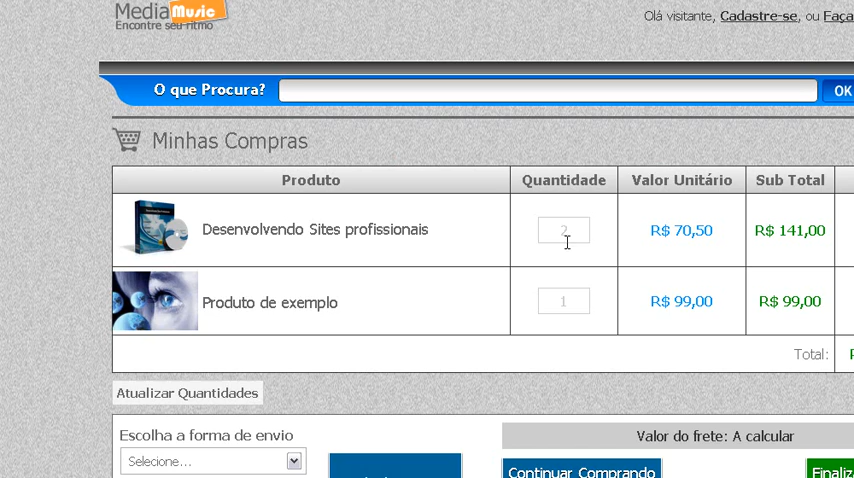 Media Music
Encontre seu ritmo
Olá visitante, Cadastre-se, ou Faça
O que Procura?
OK
Minhas Compras
Produto Quantidade Valor Unitário Sub Total
Desenvolvendo Sites profissionais 2 R$ 70,50 R$ 141,00
Produto de exemplo 1 R$ 99,00 R$ 99,00
Total:
Atualizar Quantidades
Escolha a forma de envio
Valor do frete: A calcular
Selecione...
Continuar Comprando